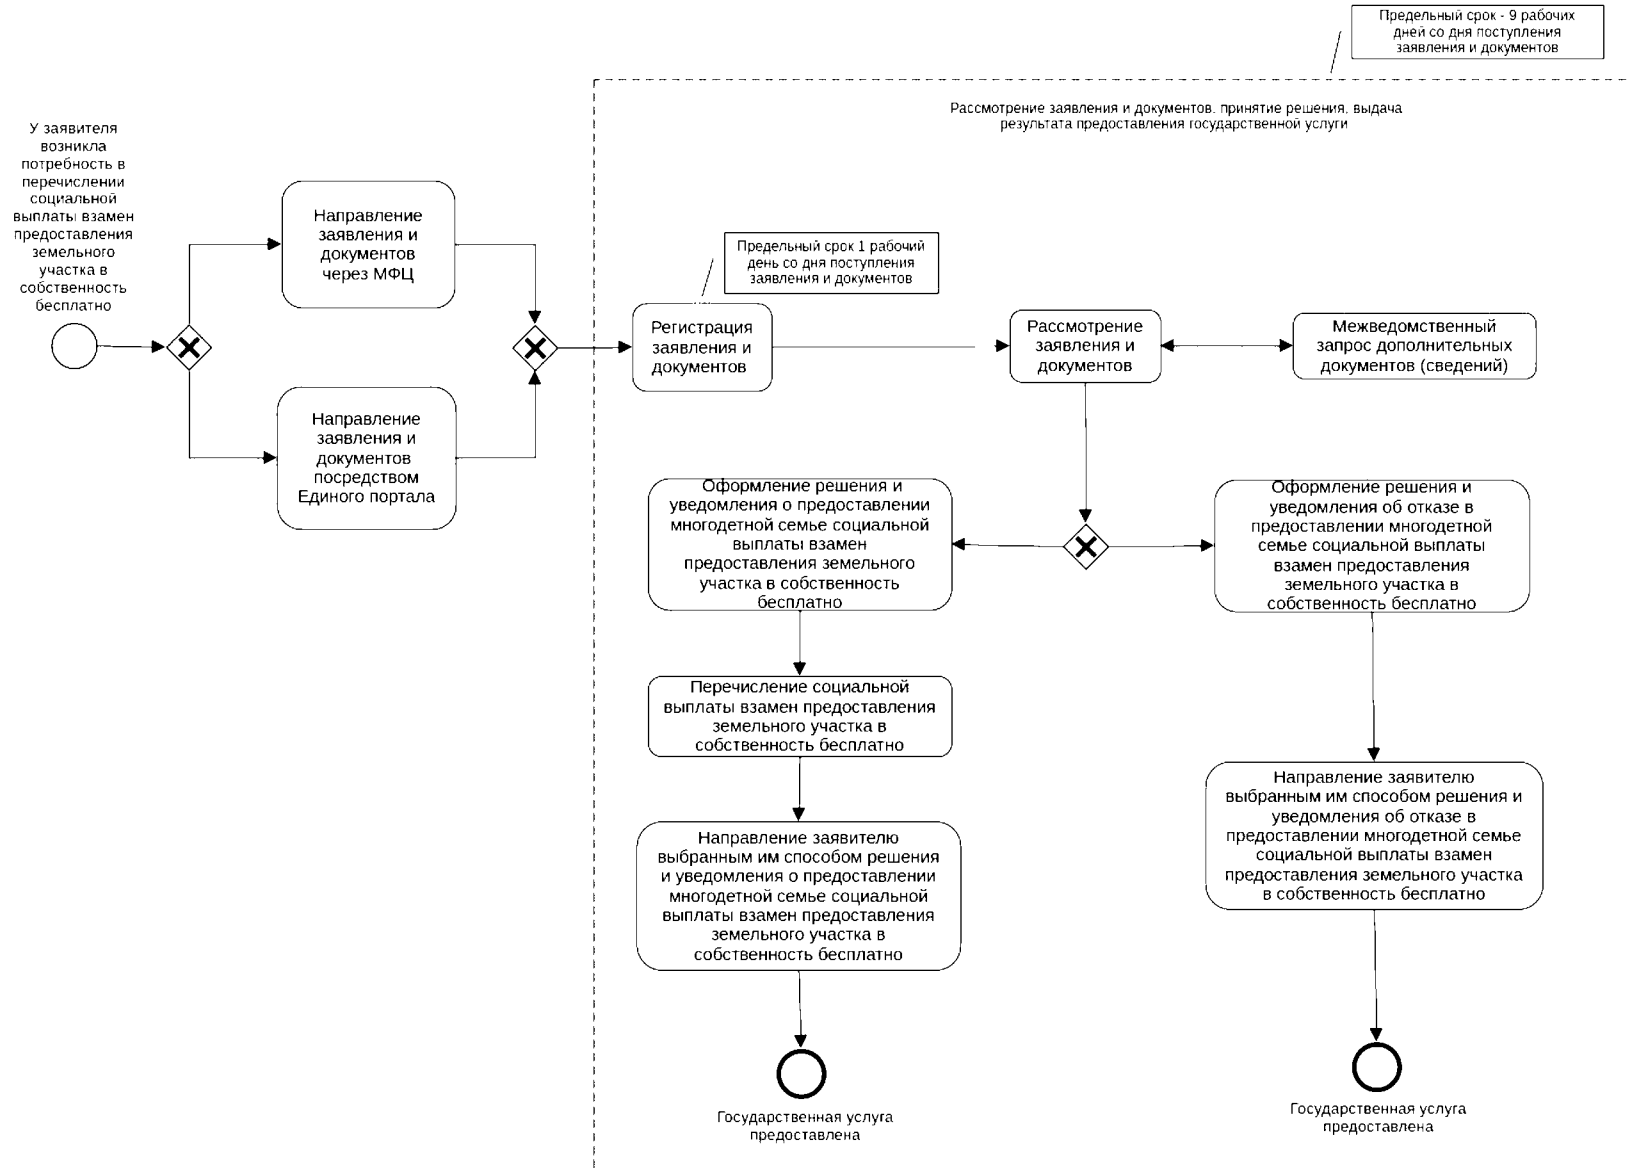 Предельный срок - 9 рабочих
дней со дня поступления
заявления и документов
Рассмотрение заявления и документов. принятие решения, выдача
результата предоставления государственной услуги
У заявителя
возникла
потребность в
перечислении
социальной
выплаты взамен
предоставления
земельного
участка в
собственность
бесплатно
Направление
заявления и
документов
через МФЦ
Направление
заявления и
документов
посредством
Единого портала
Предельный срок 1 рабочий
день со дня поступления
заявления и документов
Регистрация
заявления и
документов
Рассмотрение
заявления и
документов
Межведомственный
запрос дополнительных
документов (сведений)
Оформление решения и
уведомления о предоставлении
многодетной семье социальной
выплаты взамен
предоставления земельного
участка в собственность
бесплатно
Оформление решения и
уведомления об отказе в
предоставлении многодетной
семье социальной выплаты
взамен предоставления
земельного участка в
собственность бесплатно
Перечисление социальной
выплаты взамен предоставления
земельного участка в
собственность бесплатно
Направление заявителю
выбранным им способом решения
и уведомления о предоставлении
многодетной семье социальной
выплаты взамен предоставления
земельного участка в
собственность бесплатно
Направление заявителю
выбранным им способом решения и
уведомления об отказе в
предоставлении многодетной семье
социальной выплаты взамен
предоставления земельного участка
в собственность бесплатно
Государственная услуга
предоставлена
Государственная услуга
предоставлена